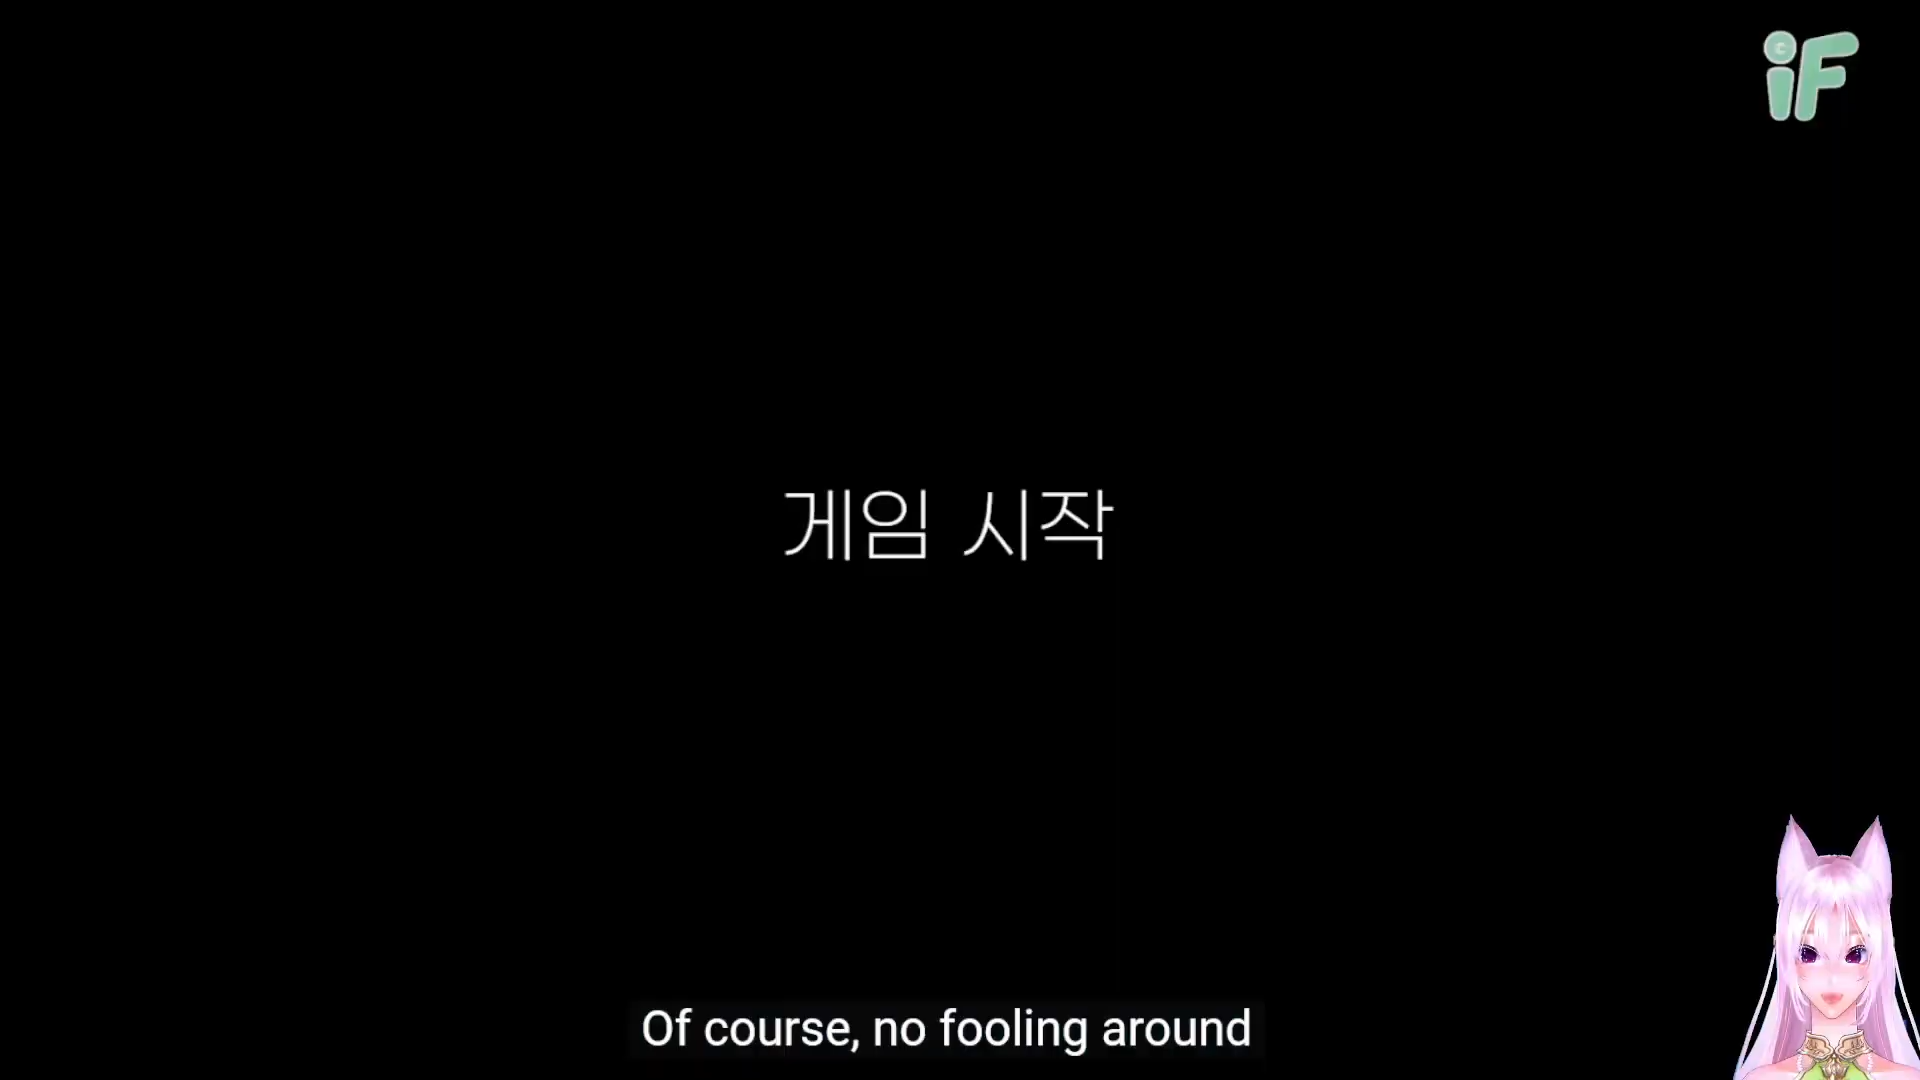 iF
게임 시작
Of course, no fooling around